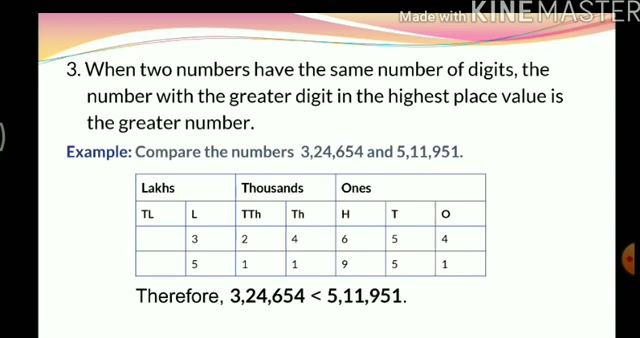 Made with KINEMASTER
3. When two numbers have the same number of digits, the
number with the greater digit in the highest place value is
the greater number.
Example: Compare the numbers 3,24,654 and 5,11,951.
Lakhs Thousands Ones
TL L TTh Th H T O
3 2 4 6 5 4
5 1 1 9 5 1
Therefore, 3,24,654 < 5,11,951.